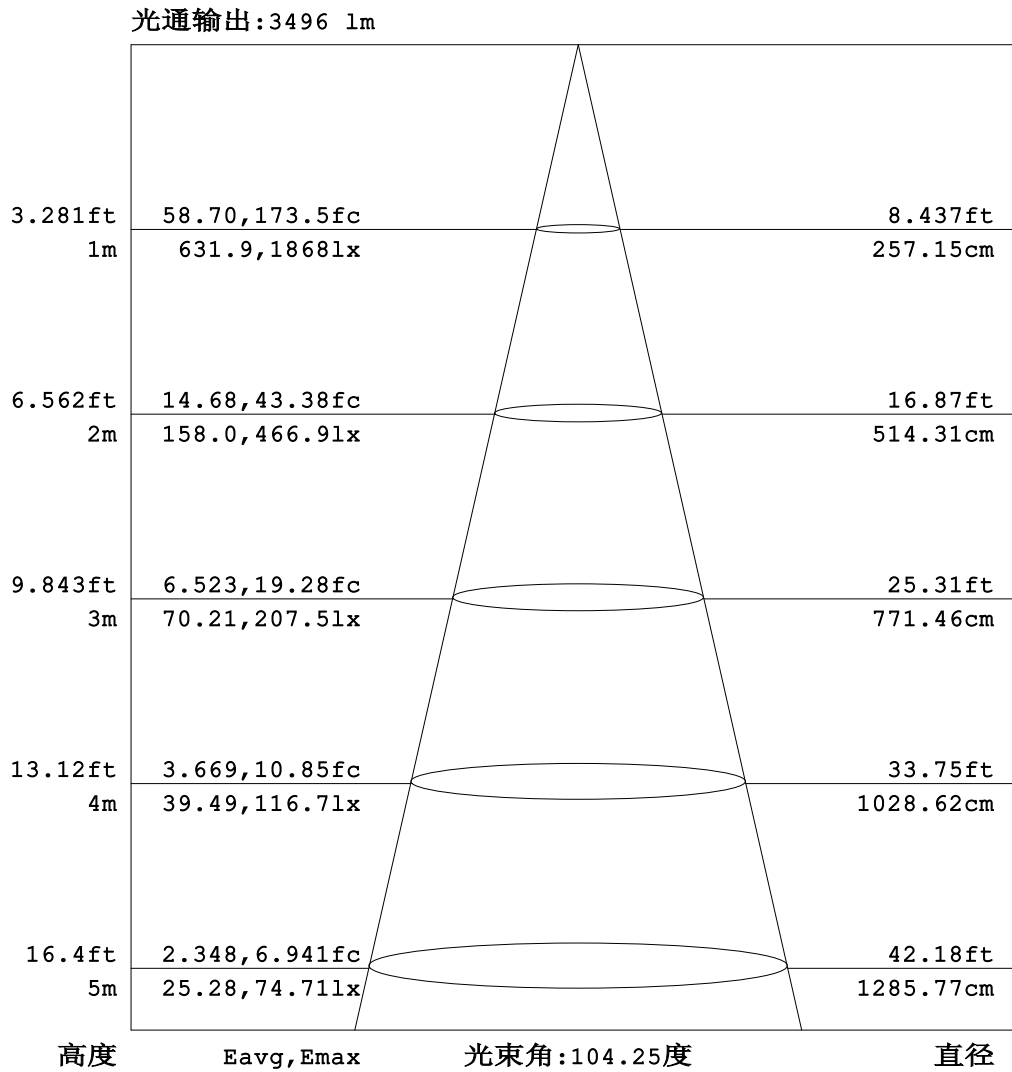 光通输出:3496 lm
3.281ft 58.70,173.5fc 8.437ft
1m 631.9,1868lx 257.15cm
6.562ft 14.68,43.38fc 16.87ft
2m 158.0,466.9lx 514.31cm
9.843ft 6.523,19.28fc 25.31ft
3m 70.21,207.5lx 771.46cm
13.12ft 3.669,10.85fc 33.75ft
4m 39.49,116.7lx 1028.62cm
16.4ft 2.348,6.941fc 42.18ft
5m 25.28,74.71lx 1285.77cm
高度 Eavg,Emax 光束角:104.25度 直径